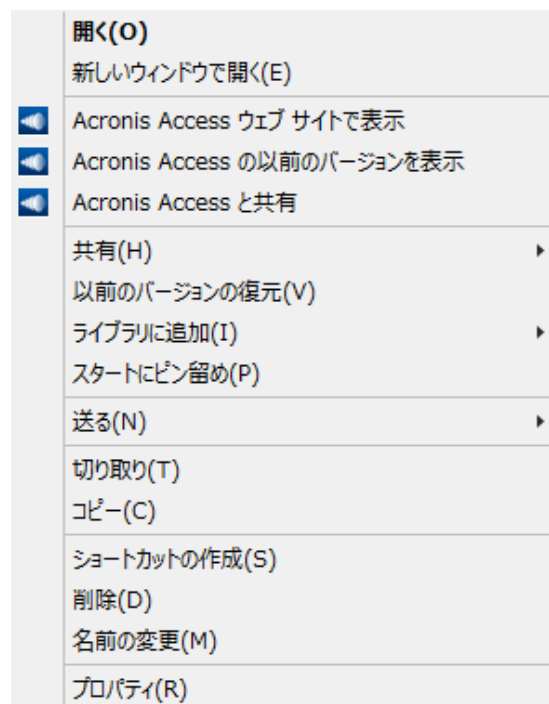 開く(O)
新しいウィンドウで開く(E)
Acronis Access ウェブ サイトで表示
Acronis Access の以前のバージョンを表示
Acronis Access と共有
共有(H)
以前のバージョンの復元(V)
ライブラリに追加(I)
スタートにピン留め(P)
送る(N)
切り取り(T)
コピー(C)
ショートカットの作成(S)
削除(D)
名前の変更(M)
プロパティ(R)